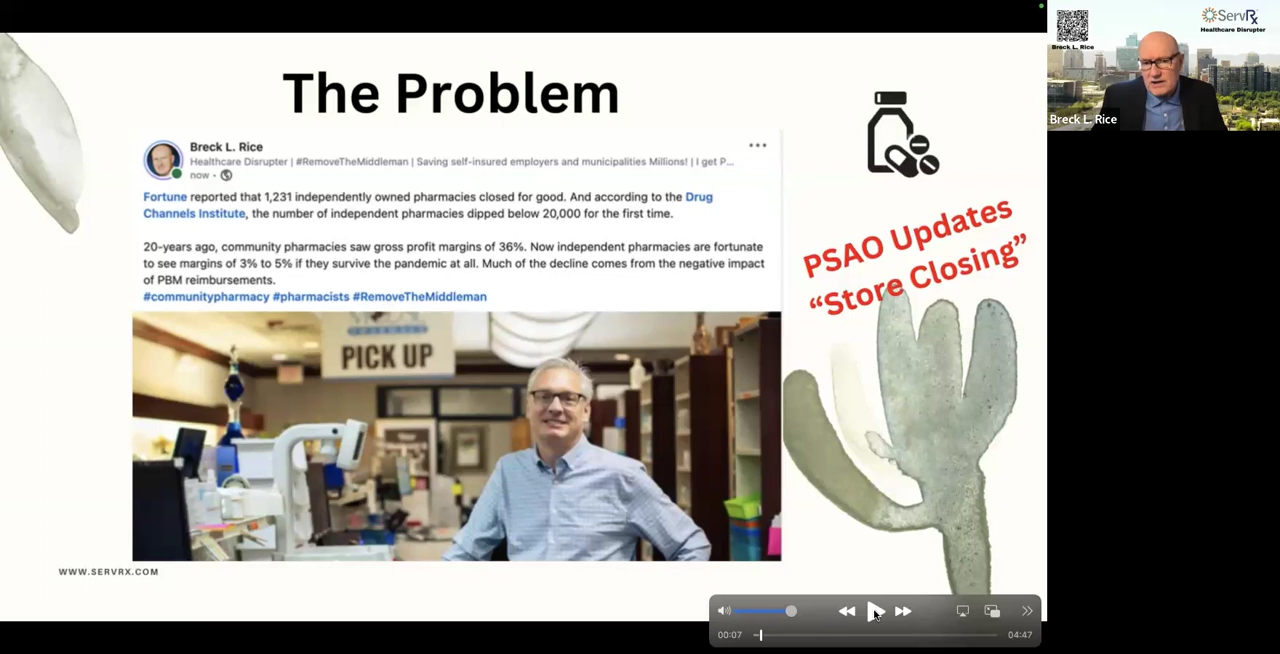 The Problem
Breck L. Rice
Healthcare Disrupter | #RemoveTheMiddleman | Saving self-insured employers and municipalities Millions! | I get P...
now •
Fortune reported that 1,231 independently owned pharmacies closed for good. And according to the Drug
Channels Institute, the number of independent pharmacies dipped below 20,000 for the first time.
20-years ago, community pharmacies saw gross profit margins of 36%. Now independent pharmacies are fortunate
to see margins of 3% to 5% if they survive the pandemic at all. Much of the decline comes from the negative impact
of PBM reimbursements.
#communitypharmacy #pharmacists #RemoveTheMiddleman
PICK UP
PSAO Updates
“Store Closing”
WWW.SERVRX.COM
00:07
04:47
Breck L. Rice
ServRx
Healthcare Disrupter
Breck L. Rice